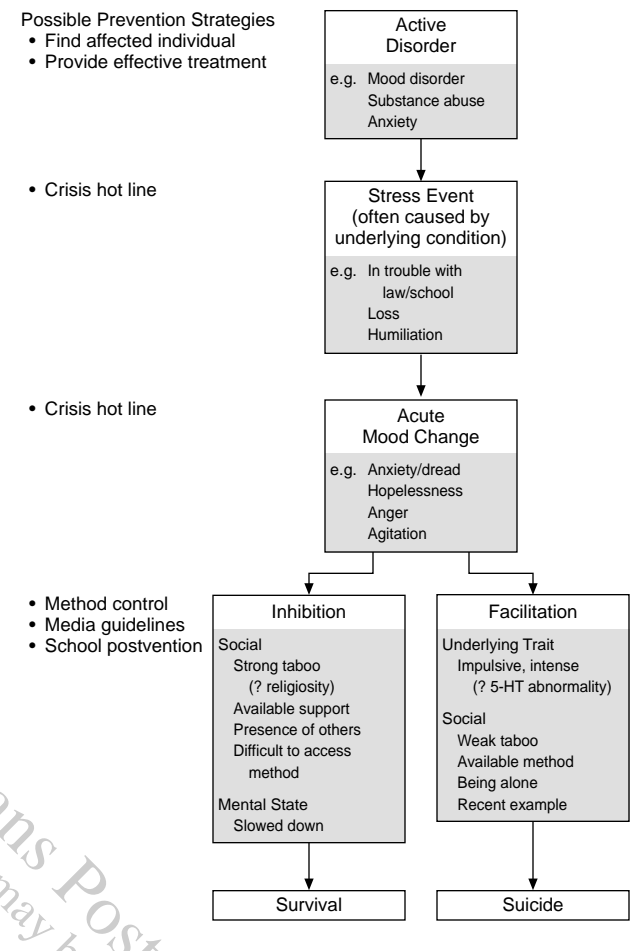 Possible Prevention Strategies
• Find affected individual
• Provide effective treatment
Active
Disorder
e.g. Mood disorder
Substance abuse
Anxiety
• Crisis hot line
Stress Event
(often caused by
underlying condition)
e.g. In trouble with
law/school
Loss
Humiliation
• Crisis hot line
Acute
Mood Change
e.g. Anxiety/dread
Hopelessness
Anger
Agitation
• Method control
• Media guidelines
• School postvention
Inhibition
Social
Strong taboo
(? religiosity)
Available support
Presence of others
Difficult to access
method
Mental State
Slowed down
Survival
Facilitation
Underlying Trait
Impulsive, intense
(? 5-HT abnormality)
Social
Weak taboo
Available method
Being alone
Recent example
Suicide
may